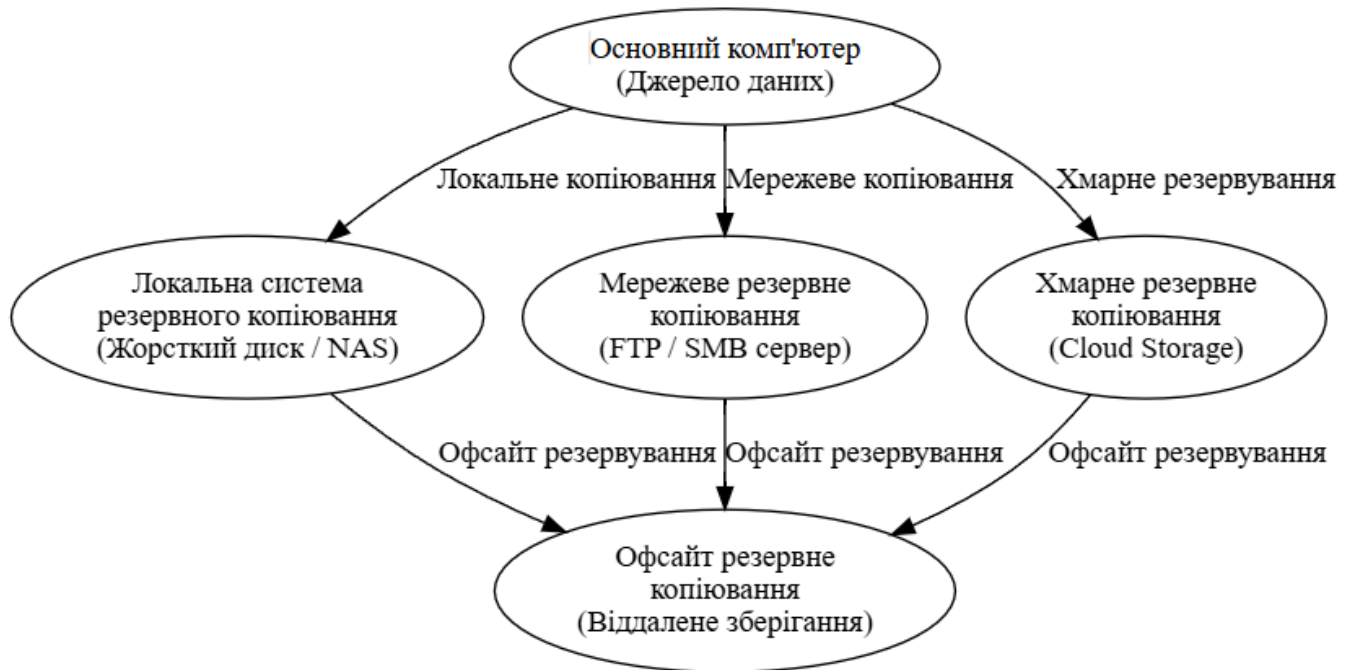 Основний комп'ютер
(Джерело даних)
Локальне копіювання
Мережеве копіювання
Хмарне резервування
Локальна система
резервного копіювання
(Жорсткий диск / NAS)
Мережеве резервне
копіювання
(FTP / SMB сервер)
Хмарне резервне
копіювання
(Cloud Storage)
Офсайт резервування
Офсайт резервування
Офсайт резервування
Офсайт резервне
копіювання
(Віддалене зберігання)